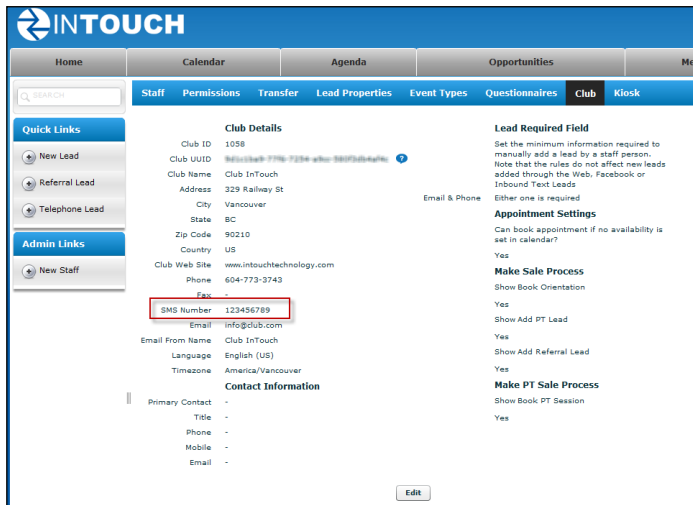 INTOUCH
Home Calendar Agenda Opportunities Me
SEARCH
Staff Permissions Transfer Lead Properties Event Types Questionnaires Club Kiosk
Quick Links
New Lead
Referral Lead
Telephone Lead
Admin Links
New Staff
Club Details
Club ID 1058
Club UUID
Club Name Club InTouch
Address 329 Railway St
City Vancouver
State BC
Zip Code 90210
Country US
Club Web Site www.intouchtechnology.com
Phone 604-773-3743
Fax -
SMS Number 123456789
Email info@club.com
Email From Name Club InTouch
Language English (US)
Timezone America/Vancouver
Contact Information
Primary Contact -
Title -
Phone -
Mobile -
Email -
Lead Required Field
Set the minimum information required to
manually add a lead by a staff person.
Note that the rules do not affect new leads
added through the Web, Facebook or
Inbound Text Leads
Email & Phone Either one is required
Appointment Settings
Can book appointment if no availability is
set in calendar?
Yes
Make Sale Process
Show Book Orientation
Yes
Show Add PT Lead
Yes
Show Add Referral Lead
Yes
Make PT Sale Process
Show Book PT Session
Yes
Edit